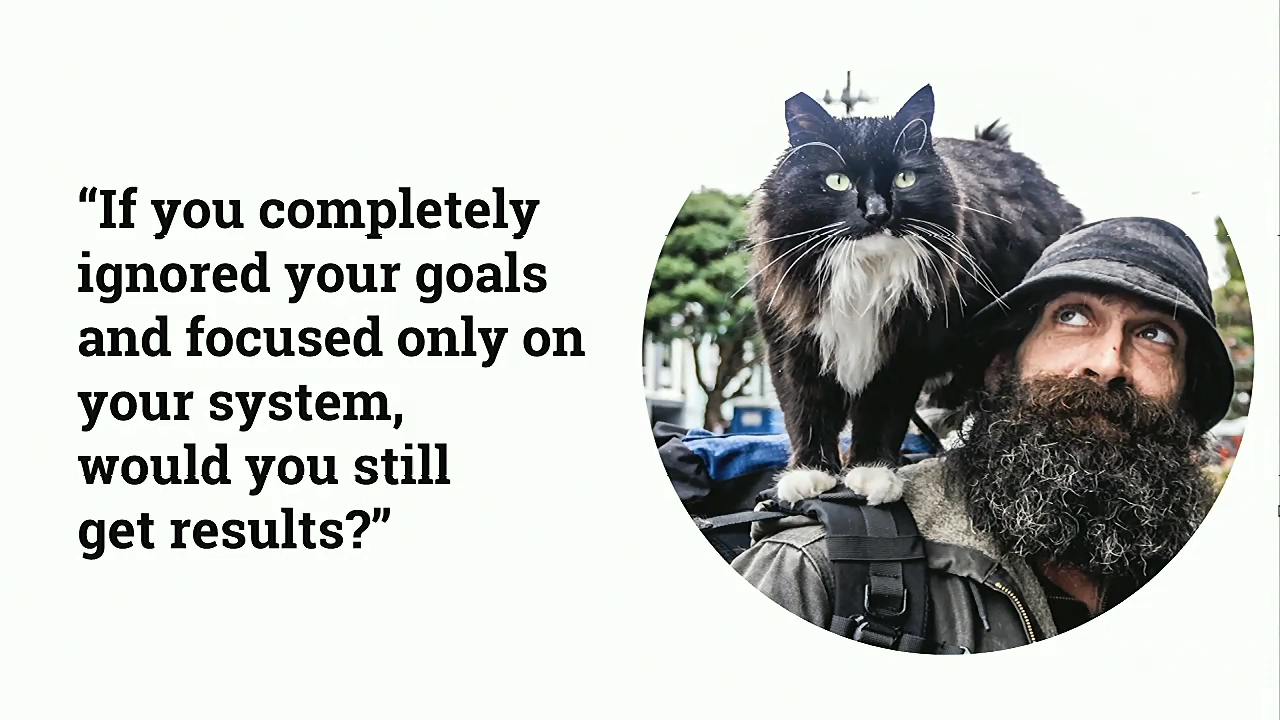 “If you completely
ignored your goals
and focused only on
your system,
would you still
get results?”